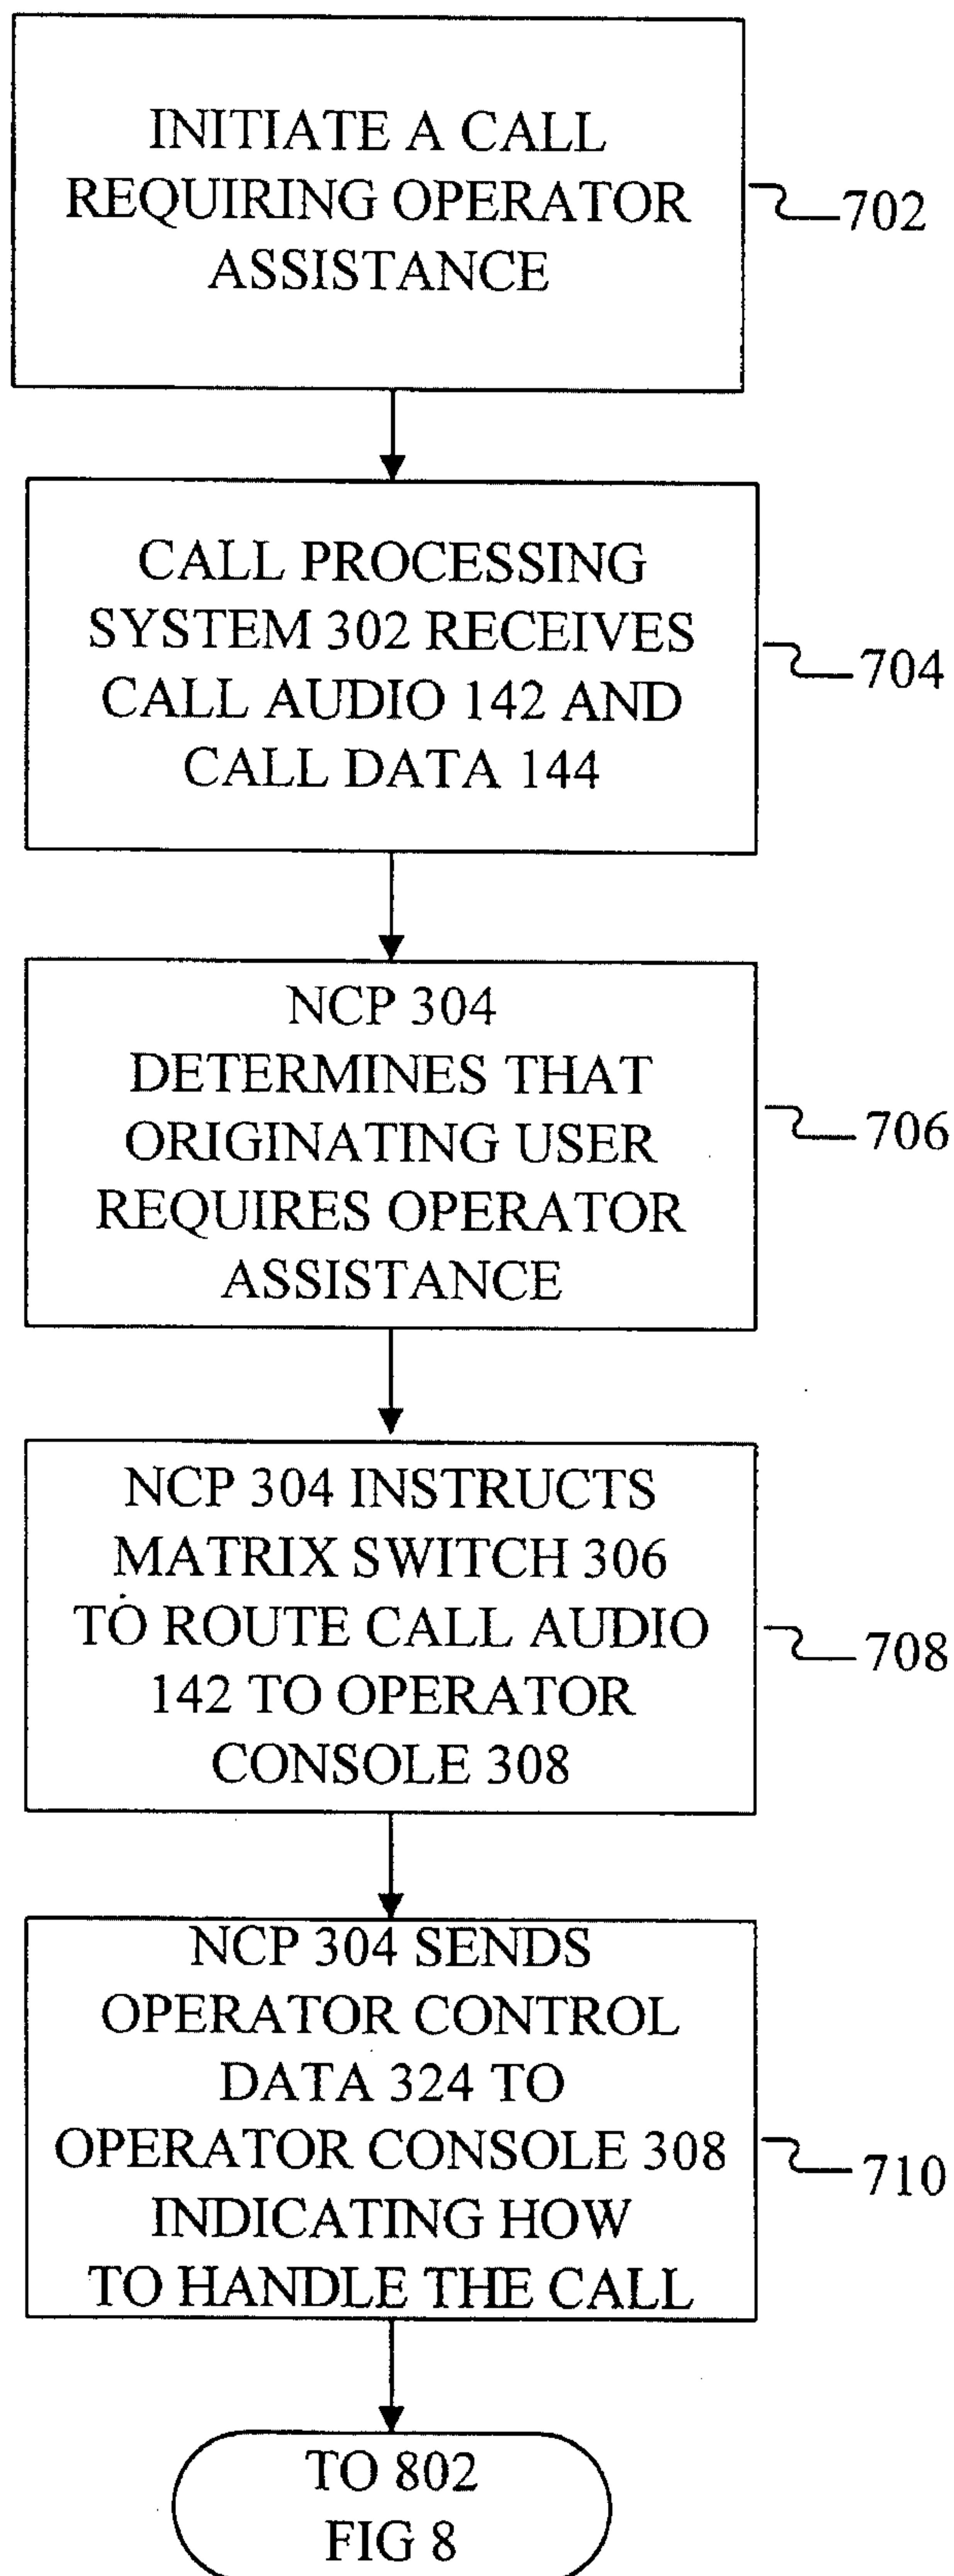 INITIATE A CALL
REQUIRING OPERATOR
ASSISTANCE
702
CALL PROCESSING
SYSTEM 302 RECEIVES
CALL AUDIO 142 AND
CALL DATA 144
704
NCP 304
DETERMINES THAT
ORIGINATING USER
REQUIRES OPERATOR
ASSISTANCE
706
NCP 304 INSTRUCTS
MATRIX SWITCH 306
TO ROUTE CALL AUDIO
142 TO OPERATOR
CONSOLE 308
708
NCP 304 SENDS
OPERATOR CONTROL
DATA 324 TO
OPERATOR CONSOLE 308
INDICATING HOW
TO HANDLE THE CALL
710
TO 802
FIG 8